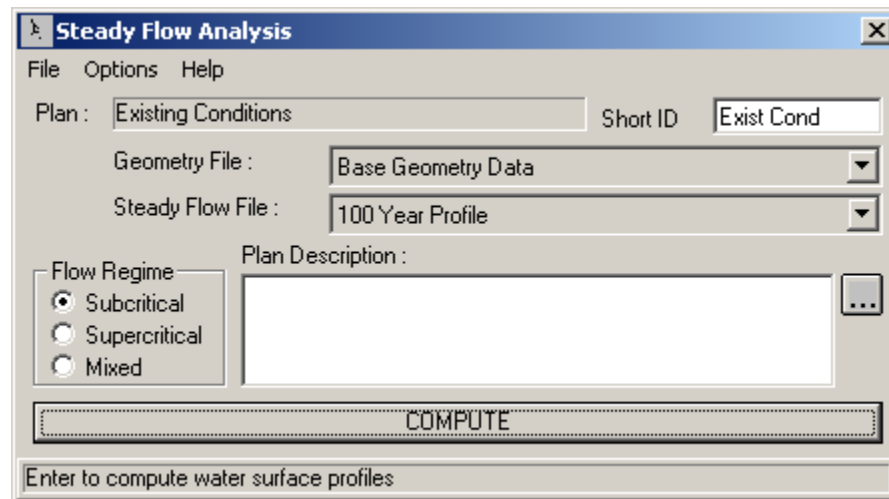 Steady Flow Analysis
File Options Help
Plan : Existing Conditions Short ID Exist Cond
Geometry File : Base Geometry Data
Steady Flow File : 100 Year Profile
Plan Description :
Flow Regime
Subcritical
Supercritical
Mixed
...
COMPUTE
Enter to compute water surface profiles